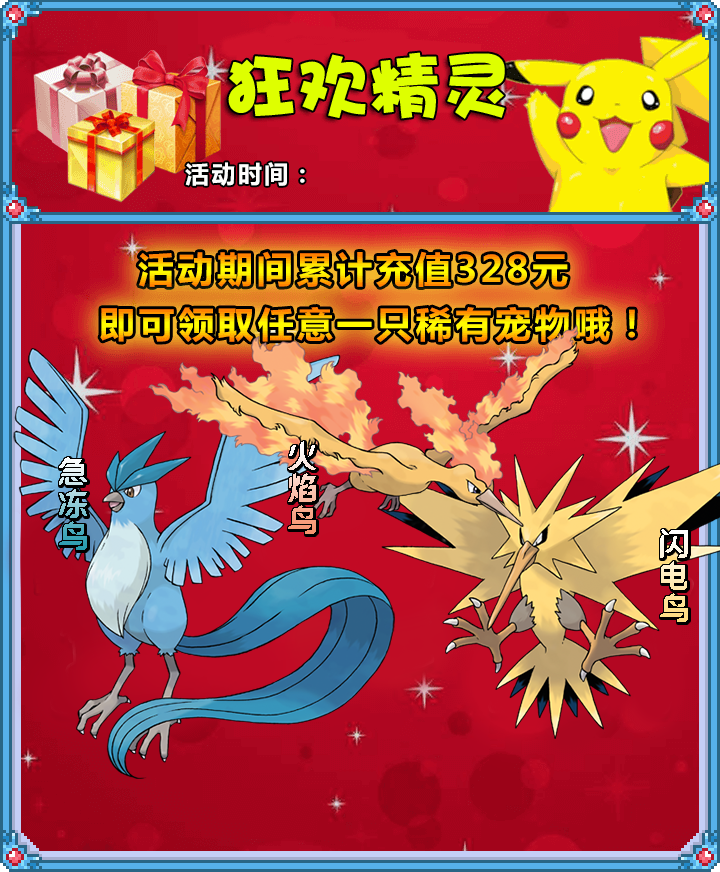 狂欢精灵
活动时间：
活动期间累计充值328元
即可领取任意一只稀有宠物哦！
急冻鸟
火焰鸟
闪电鸟